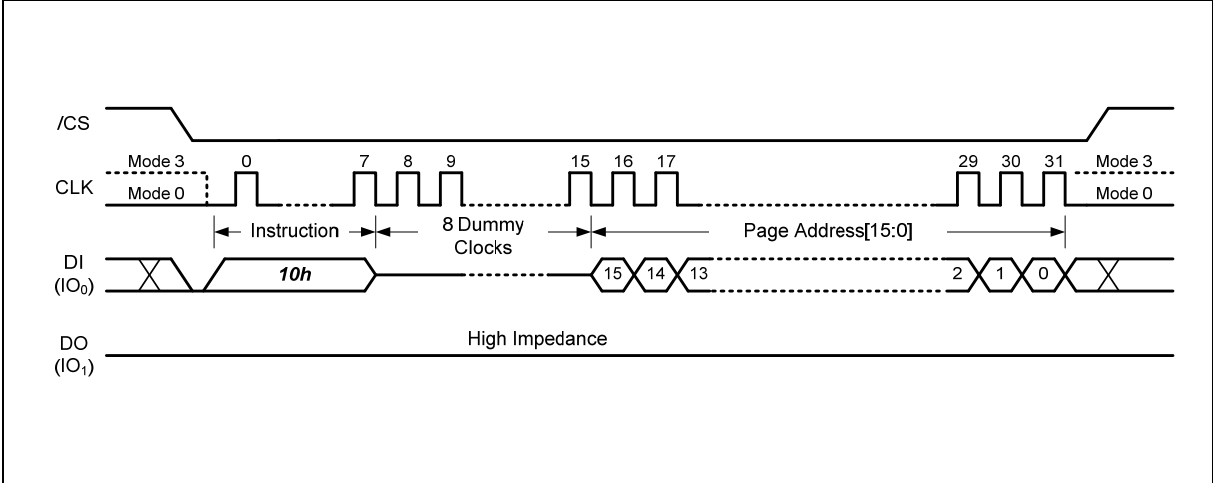 /CS
Mode 3 0 7 8 9 15 16 17 29 30 31 Mode 3
CLK
Mode 0 Mode 0
Instruction 8 Dummy Clocks Page Address[15:0]
DI
(IO0)
10h 15 14 13 2 1 0
High Impedance
DO
(IO1)